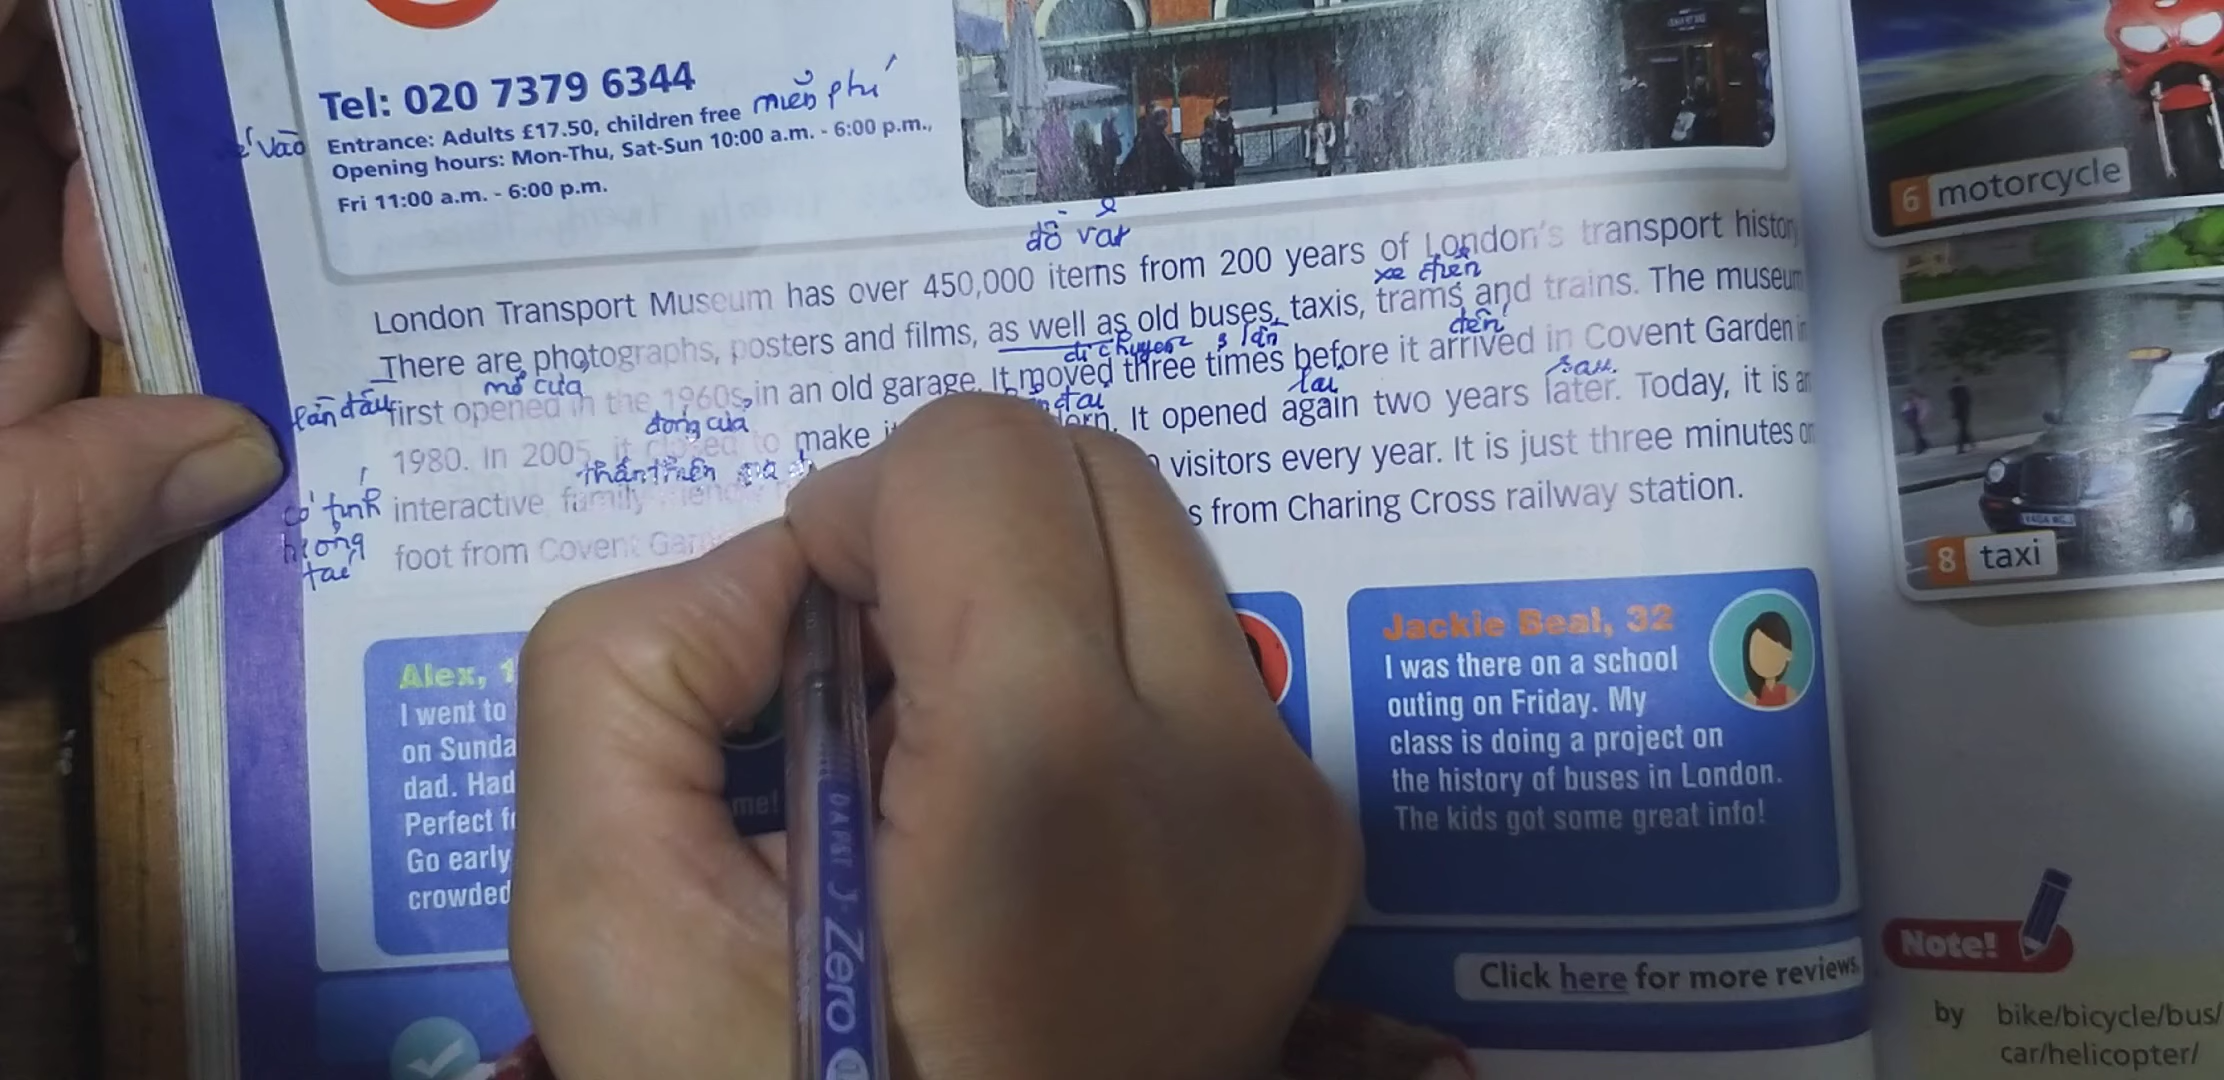 Tel: 020 7379 6344
miễn phí
Entrance: Adults £17.50, children free
vào
Opening hours: Mon-Thu, Sat-Sun 10:00 a.m. - 6:00 p.m.,
Fri 11:00 a.m. - 6:00 p.m.
đồ vật
London Transport Museum has over 450,000 items from 200 years of London's transport
xe điện
There are photographs, posters and films, as well as old buses, taxis, trams and trains. The museum
mở cửa di chuyển 3 lần đến
lần đầu
first opened in the 1960s, in an old garage. It moved three times before it arrived in Covent Garden
đóng cửa lại sau
1980. In 2005, it closed to make It opened again two years later. Today, it is
thân thiện
có tính
interactive, family visitors every year. It is just three minutes
tác
foot from Covent from Charing Cross railway station.
Alex,
I went to
on
dad. Had
Perfect
Go early
crowded
me!
Jackie Beal, 32
I was there on a school
outing on Friday. My
class is doing a project on
the history of buses in London.
The kids got some great info!
Click here for more reviews
6 motorcycle
8 taxi
Note!
by bike/bicycle/bus/
car/helicopter/
Zero